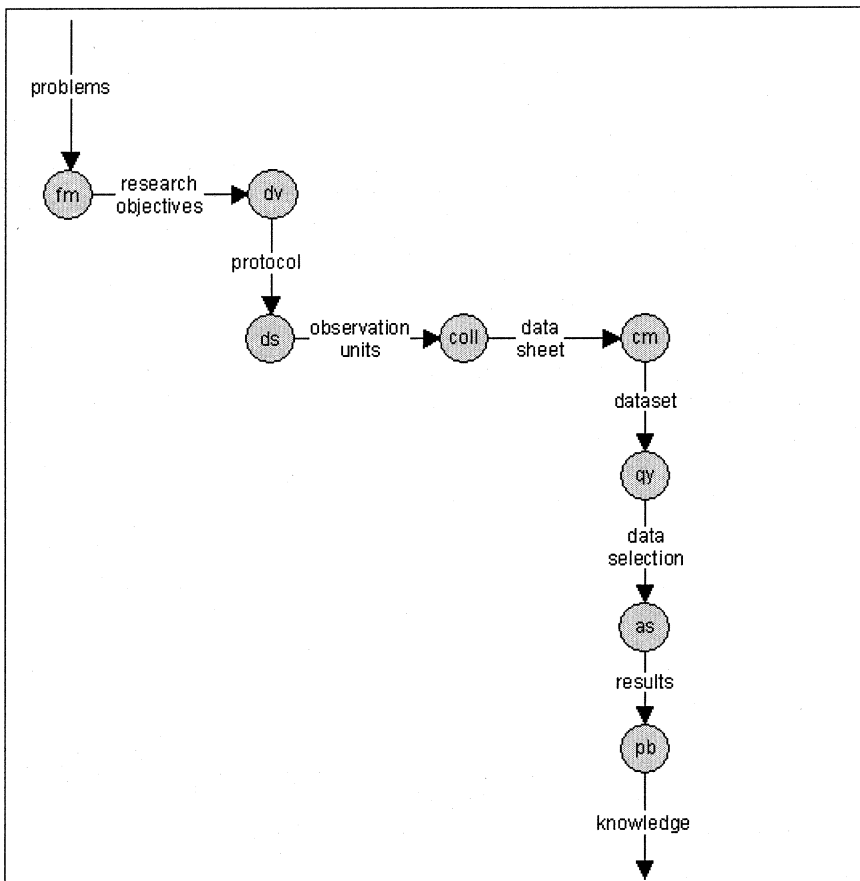 problems
fm
research
objectives
dv
protocol
ds
observation
units
coll
data
sheet
cm
dataset
qy
data
selection
as
results
pb
knowledge